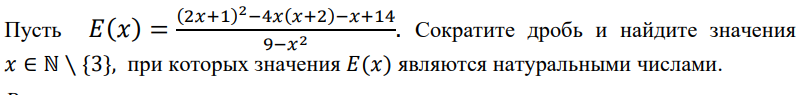 Пусть E(x) = ((2x+1)²−4x(x+2)−x+14)/(9−x²). Сократите дробь и найдите значения
x ∈ ℕ \ {3}, при которых значения E(x) являются натуральными числами.